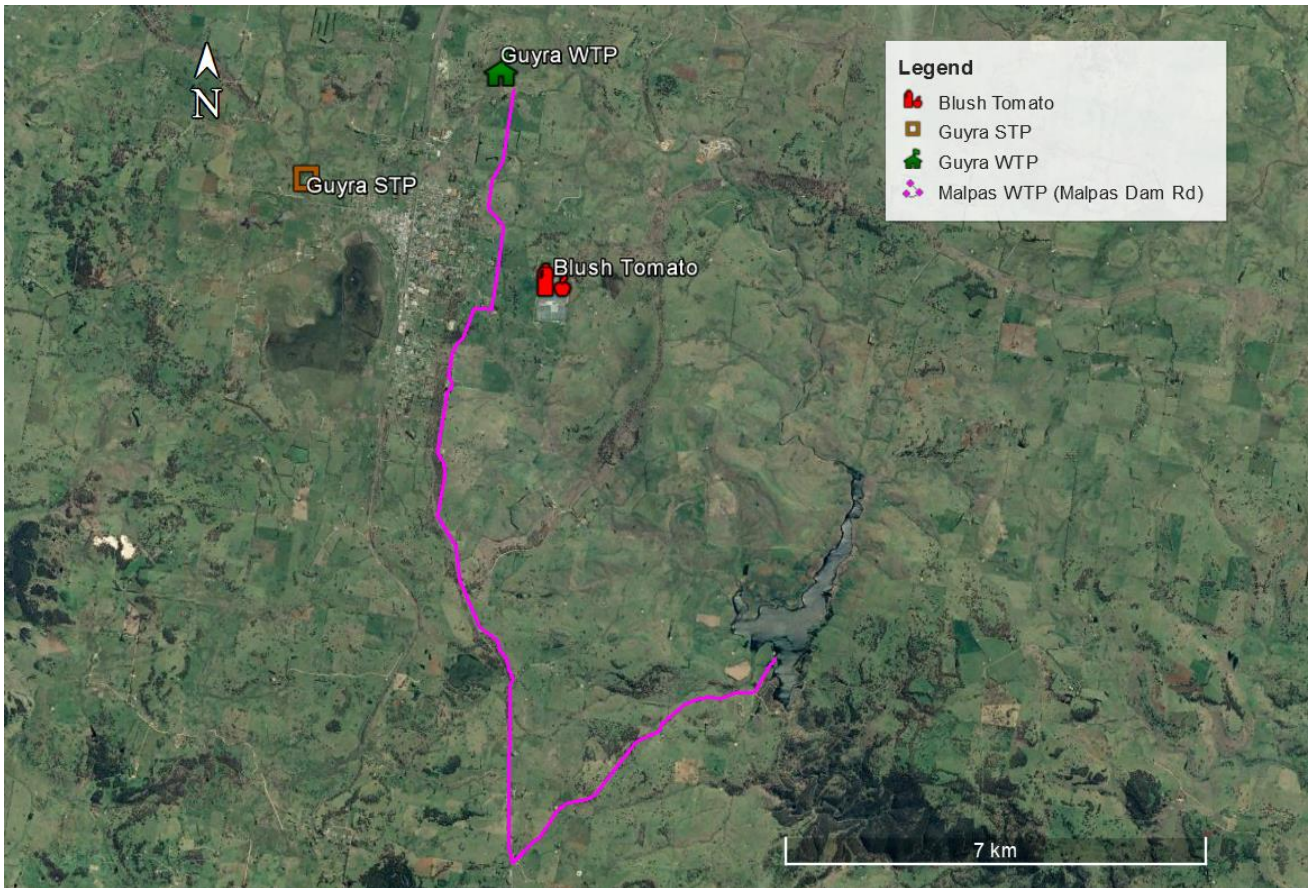 Guyra WTP
N
Guyra STP
Blush Tomato
Legend
Blush Tomato
Guyra STP
Guyra WTP
Malpas WTP (Malpas Dam Rd)
7 km